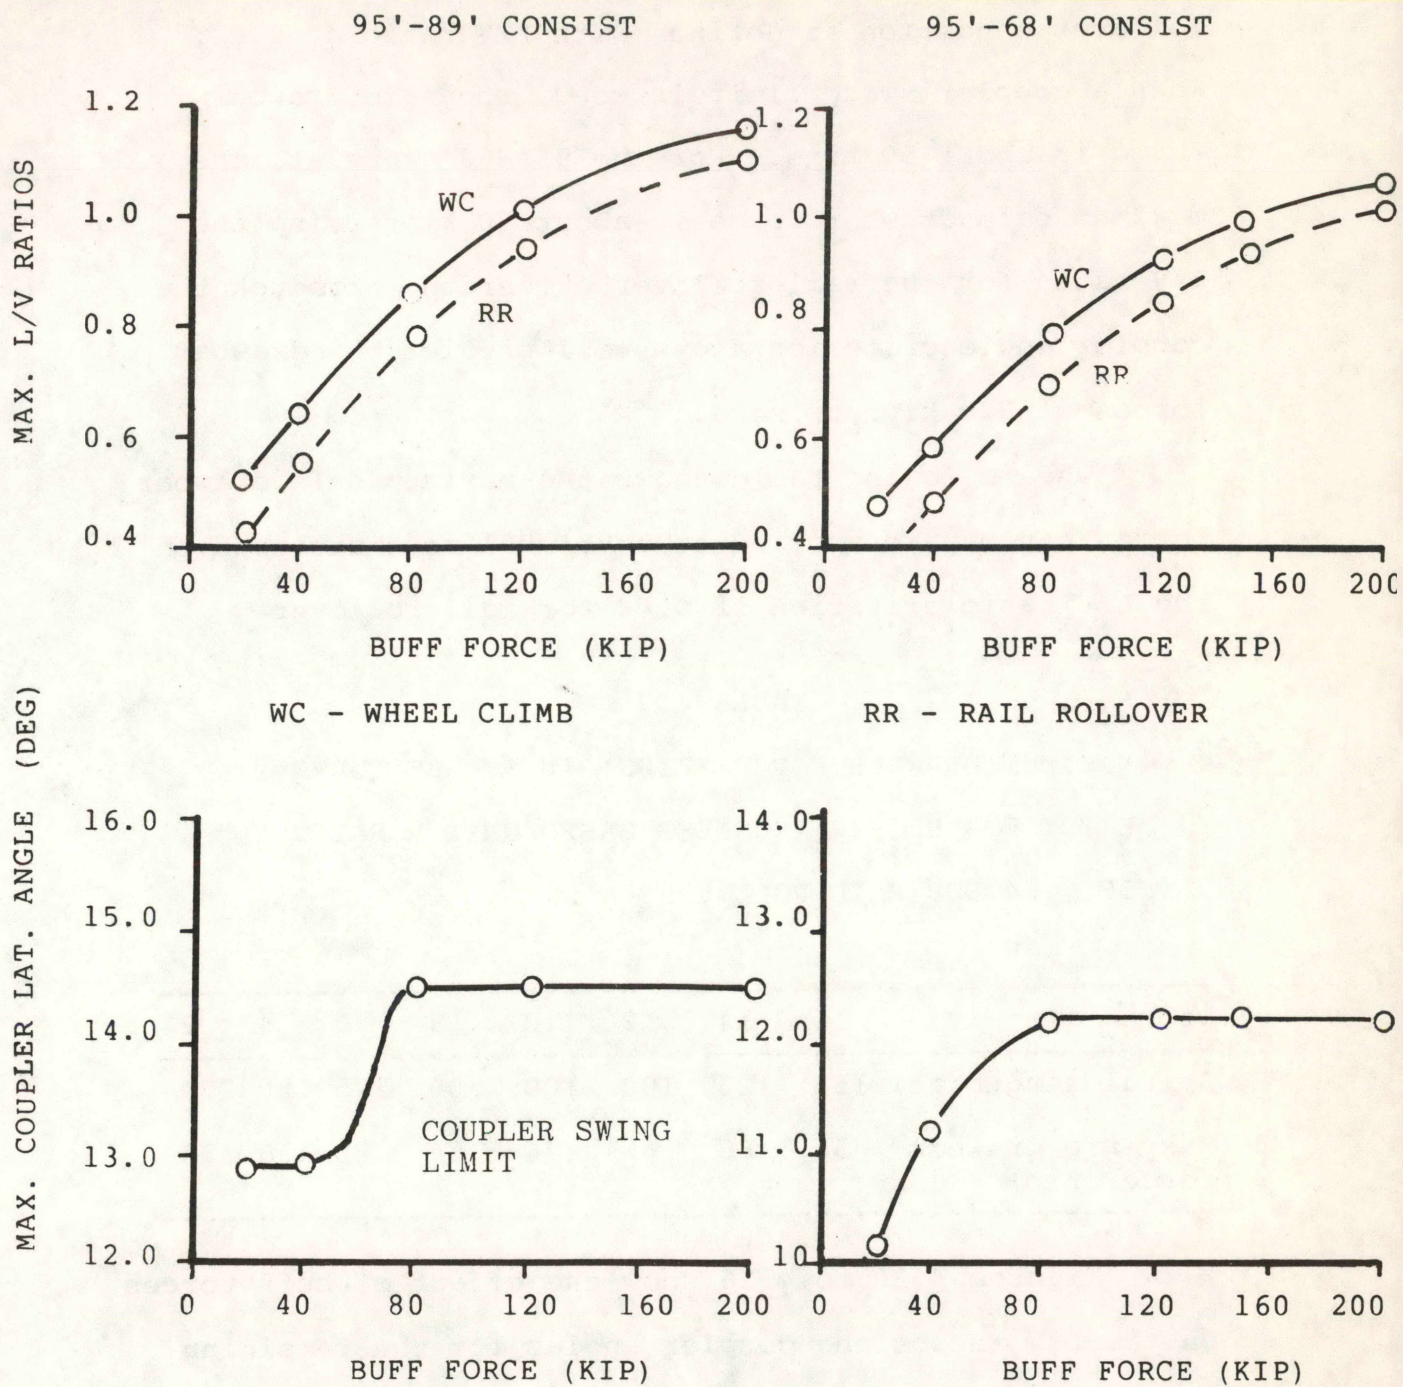 95'-89' CONSIST
95'-68' CONSIST
MAX. L/V RATIOS
1.2
1.0
0.8
0.6
0.4
WC
RR
0 40 80 120 160 200
BUFF FORCE (KIP)
1.2
1.0
0.8
0.6
0.4
WC
RR
0 40 80 120 160 200
BUFF FORCE (KIP)
WC - WHEEL CLIMB
RR - RAIL ROLLOVER
MAX. COUPLER LAT. ANGLE (DEG)
16.0
15.0
14.0
13.0
12.0
COUPLER SWING
LIMIT
0 40 80 120 160 200
BUFF FORCE (KIP)
14.0
13.0
12.0
11.0
10
0 40 80 120 160 200
BUFF FORCE (KIP)